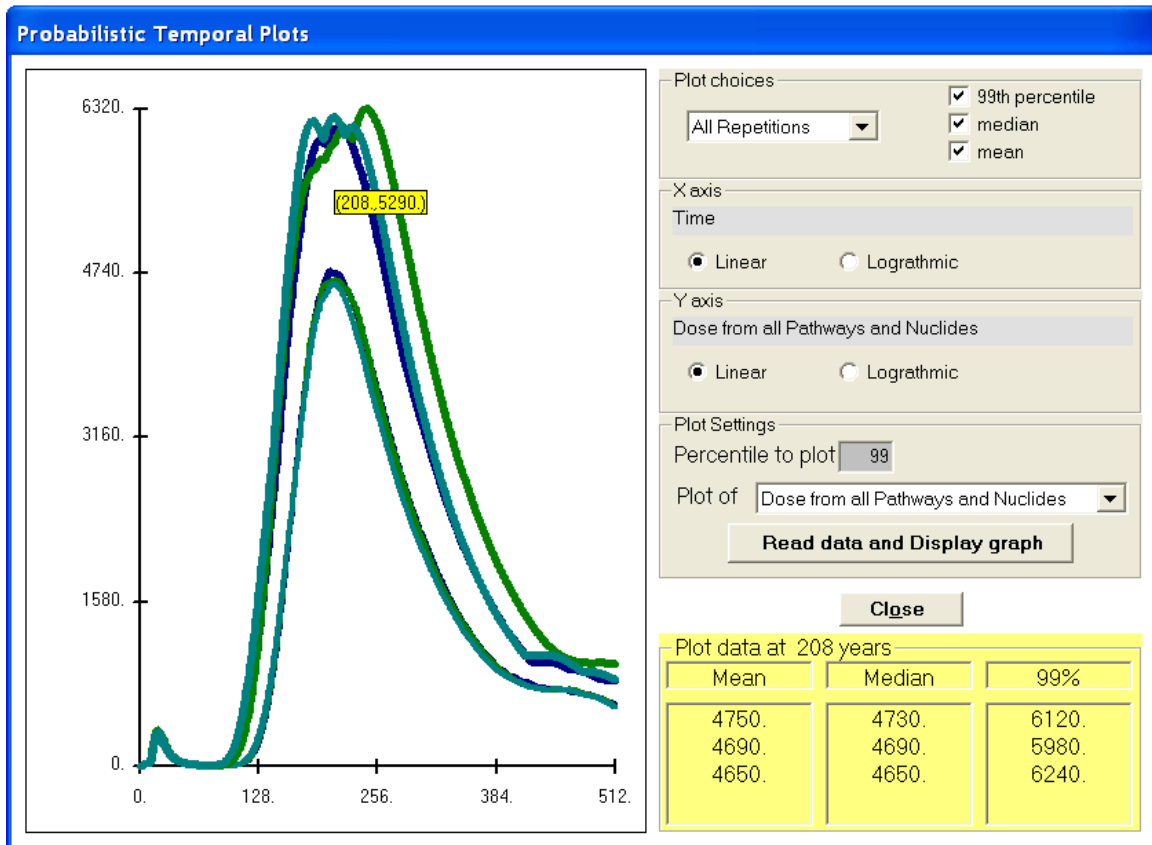 Probabilistic Temporal Plots
6320.
4740.
3160.
1580.
0.
0. 128. 256. 384. 512.
(208.,5290.)
Plot choices
All Repetitions
99th percentile
median
mean
X axis
Time
Linear Lograthmic
Y axis
Dose from all Pathways and Nuclides
Linear Lograthmic
Plot Settings
Percentile to plot 99
Plot of Dose from all Pathways and Nuclides
Read data and Display graph
Close
Plot data at 208 years
Mean Median 99%
4750. 4730. 6120.
4690. 4690. 5980.
4650. 4650. 6240.